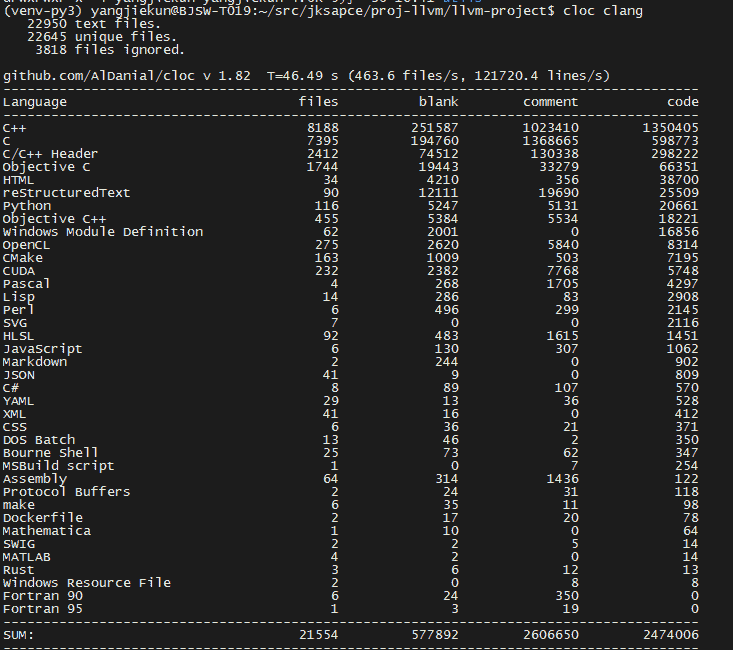 (venv-py3) yangjiekun@BJSW-T019:~/src/jksapce/proj-llvm/llvm-project$ cloc clang
22950 text files.
22645 unique files.
3818 files ignored.
github.com/AlDanial/cloc v 1.82 T=46.49 s (463.6 files/s, 121720.4 lines/s)
-------------------------------------------------------------------------------
Language files blank comment code
-------------------------------------------------------------------------------
C++ 8188 251587 1023410 1350405
C 7395 194760 1368665 598773
C/C++ Header 2412 74512 130338 298222
Objective C 1744 19443 33279 66351
HTML 34 4210 356 38700
reStructuredText 90 12111 19690 25509
Python 116 5247 5131 20661
Objective C++ 455 5384 5534 18221
Windows Module Definition 62 2001 0 16856
OpenCL 275 2620 5840 8314
CMake 163 1009 503 7195
CUDA 232 2382 7768 5748
Pascal 4 268 1705 4297
Lisp 14 286 83 2908
Perl 6 496 299 2145
SVG 7 0 0 2116
HLSL 92 483 1615 1451
JavaScript 6 130 307 1062
Markdown 2 244 0 902
JSON 41 9 0 809
C# 8 89 107 570
YAML 29 13 36 528
XML 41 16 0 412
CSS 6 36 21 371
DOS Batch 13 46 2 350
Bourne Shell 25 73 62 347
MSBuild script 1 0 7 254
Assembly 64 314 1436 122
Protocol Buffers 2 24 31 118
make 6 35 11 98
Dockerfile 2 17 20 78
Mathematica 1 10 0 64
SWIG 2 2 5 14
MATLAB 4 2 0 14
Rust 3 6 12 13
Windows Resource File 2 0 8 8
Fortran 90 6 24 350 0
Fortran 95 1 3 19 0
-------------------------------------------------------------------------------
SUM: 21554 577892 2606650 2474006
-------------------------------------------------------------------------------